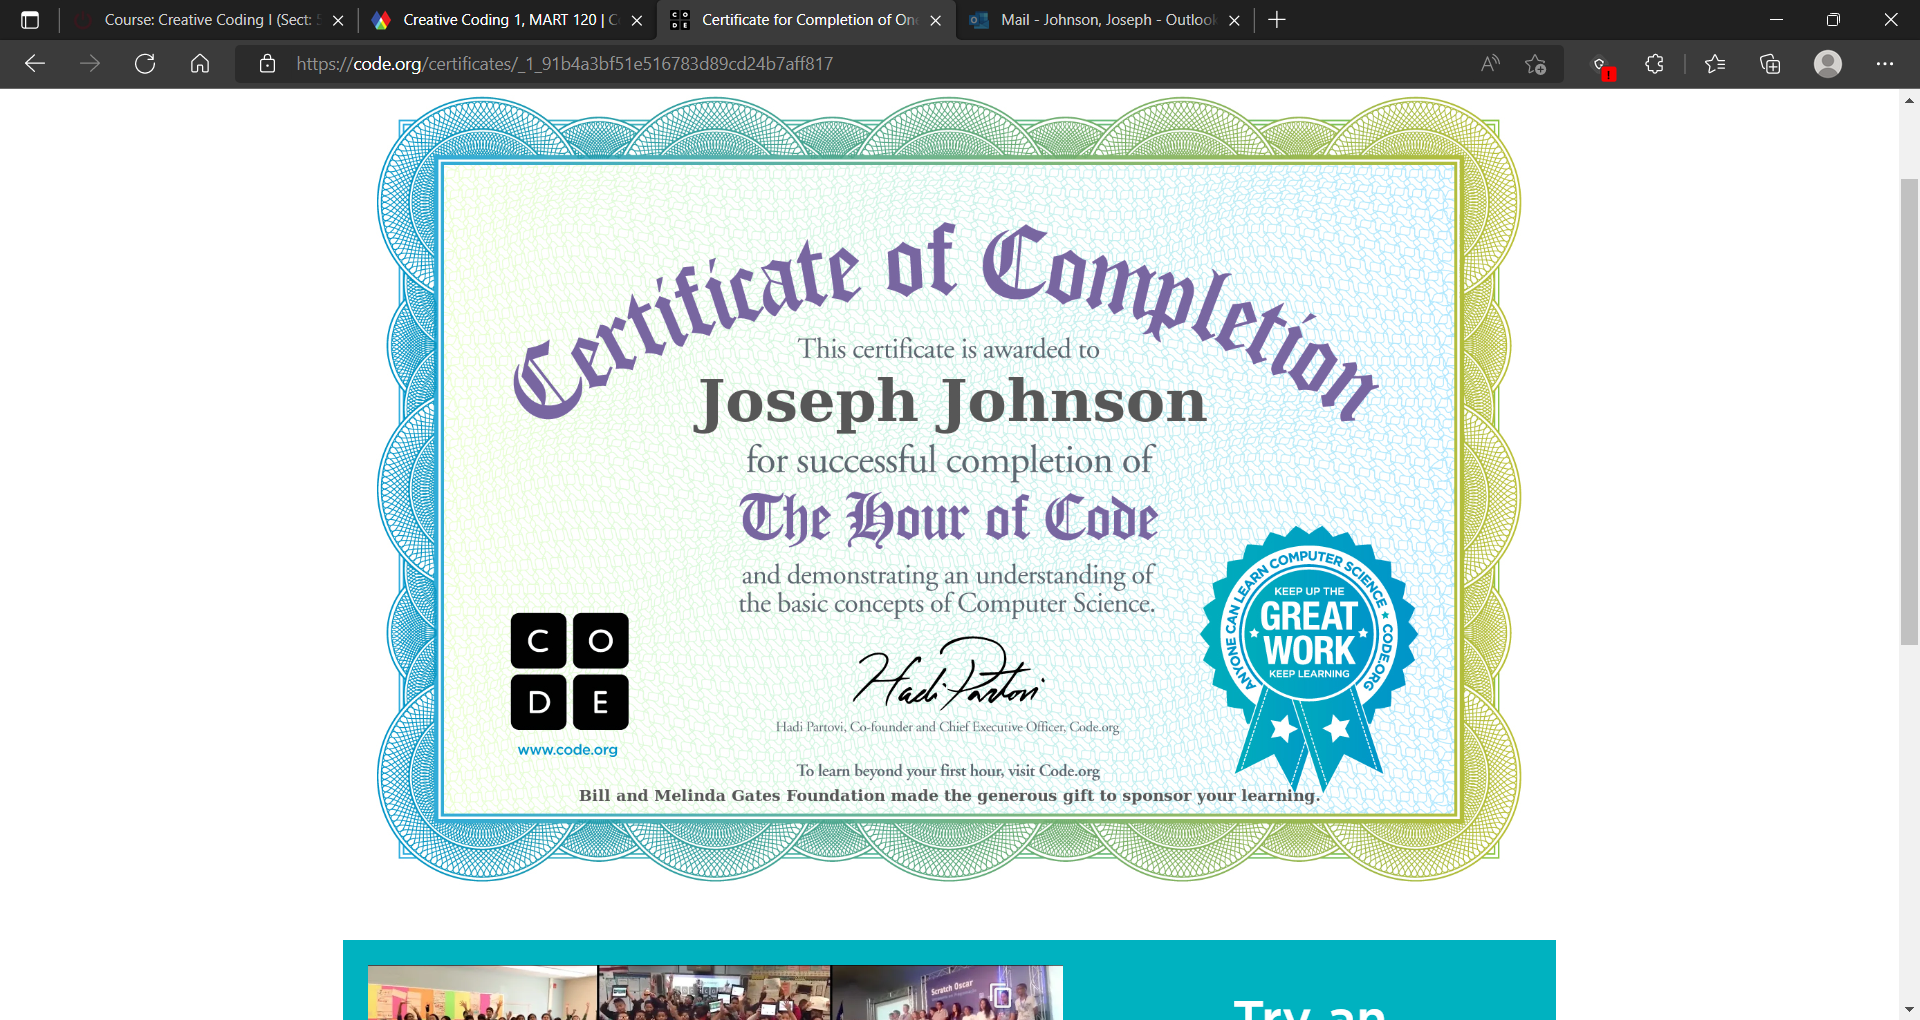 Course: Creative Coding I (Sect:
Creative Coding 1, MART 120 | C
Certificate for Completion of On
Mail - Johnson, Joseph - Outlook
https://code.org/certificates/_1_91b4a3bf51e516783d89cd24b7aff817
Certificate of Completion
This certificate is awarded to
Joseph Johnson
for successful completion of
The Hour of Code
and demonstrating an understanding of
the basic concepts of Computer Science.
C O
D E
www.code.org
Hadi Partovi
Hadi Partovi, Co-founder and Chief Executive Officer, Code.org
ANYONE CAN LEARN COMPUTER SCIENCE • CODE.ORG
KEEP UP THE
GREAT
WORK
KEEP LEARNING
To learn beyond your first hour, visit Code.org
Bill and Melinda Gates Foundation made the generous gift to sponsor your learning.
Scratch Oscar
Try an